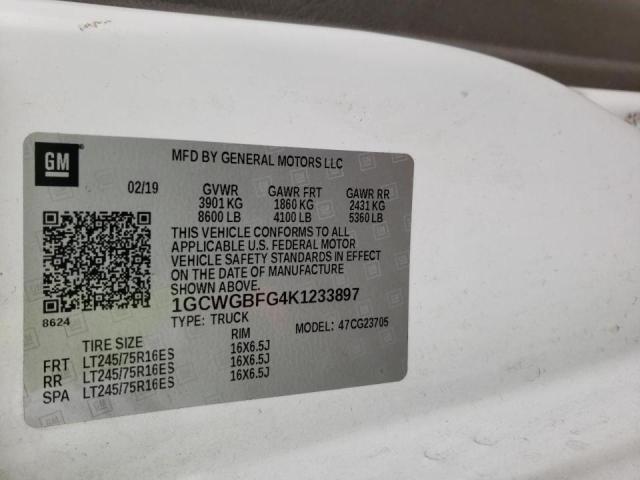 GM
MFD BY GENERAL MOTORS LLC
02/19 GVWR GAWR FRT GAWR RR
3901 KG 1860 KG 2431 KG
8600 LB 4100 LB 5360 LB
THIS VEHICLE CONFORMS TO ALL
APPLICABLE U.S. FEDERAL MOTOR
VEHICLE SAFETY STANDARDS IN EFFECT
ON THE DATE OF MANUFACTURE
SHOWN ABOVE.
1GCWGBFG4K1233897
8624 TYPE: TRUCK MODEL: 47CG23705
TIRE SIZE RIM
FRT LT245/75R16ES 16X6.5J
RR LT245/75R16ES 16X6.5J
SPA LT245/75R16ES 16X6.5J